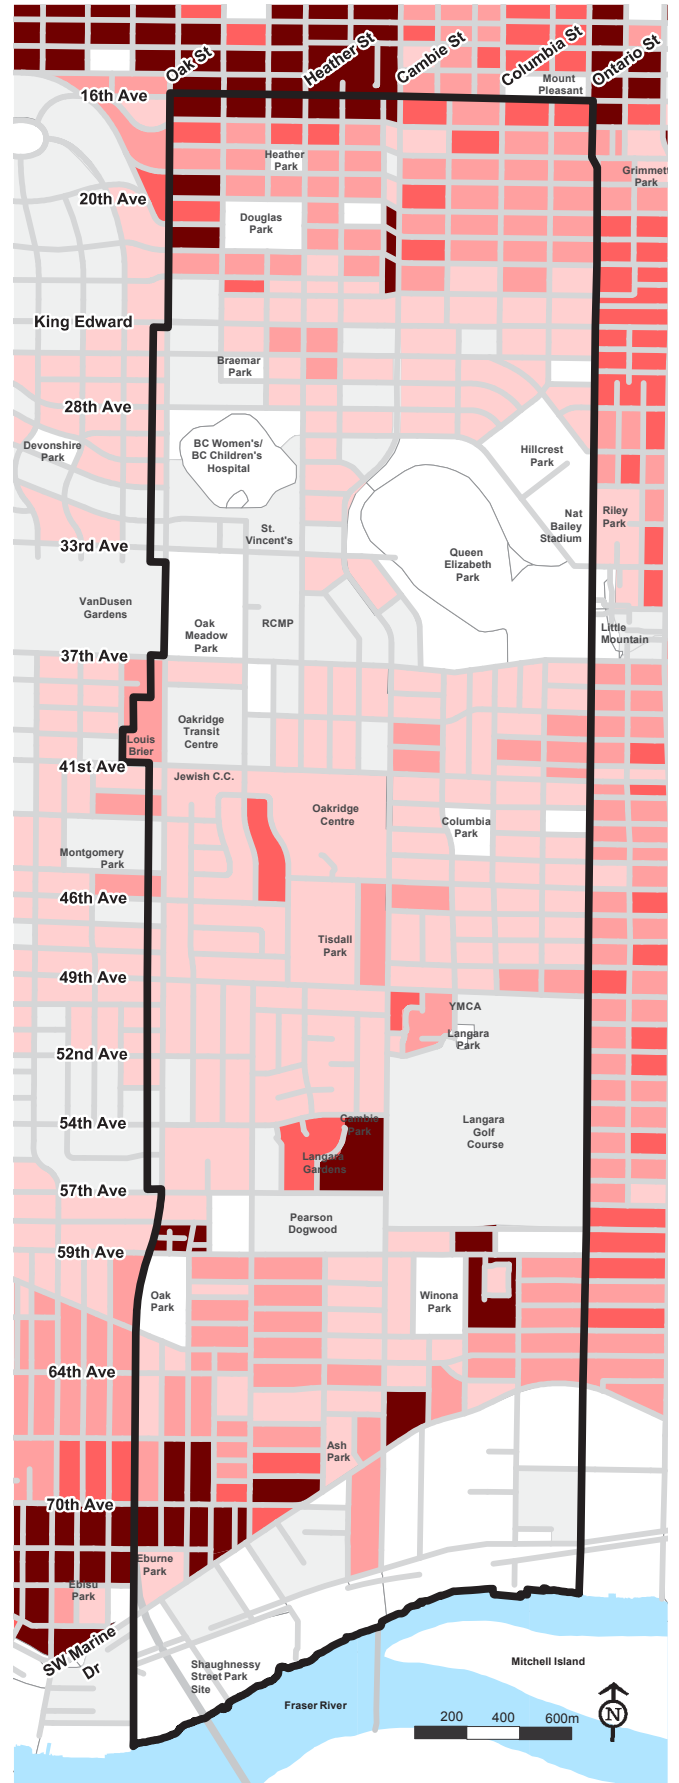 Oak St
Heather St
Cambie St
Columbia St
Ontario St
Mount
Pleasant
16th Ave
Heather
Park
Grimmett
Park
20th Ave
Douglas
Park
King Edward
Braemar
Park
28th Ave
Devonshire
Park
BC Women's/
BC Children's
Hospital
Hillcrest
Park
Nat
Bailey
Stadium
Riley
Park
St.
Vincent's
33rd Ave
Queen
Elizabeth
Park
VanDusen
Gardens
Oak
Meadow
Park
RCMP
Little
Mountain
37th Ave
Oakridge
Transit
Centre
Louis
Brier
41st Ave
Jewish C.C.
Oakridge
Centre
Columbia
Park
Montgomery
Park
46th Ave
Tisdall
Park
49th Ave
YMCA
Langara
Park
52nd Ave
54th Ave
Cambie
Park
Langara
Golf
Course
Langara
Gardens
57th Ave
Pearson
Dogwood
59th Ave
Oak
Park
Winona
Park
64th Ave
Ash
Park
70th Ave
Eburne
Park
Ebisu
Park
SW Marine
Dr
Shaughnessy
Street Park
Site
Mitchell Island
Fraser River
200
400
600m
N